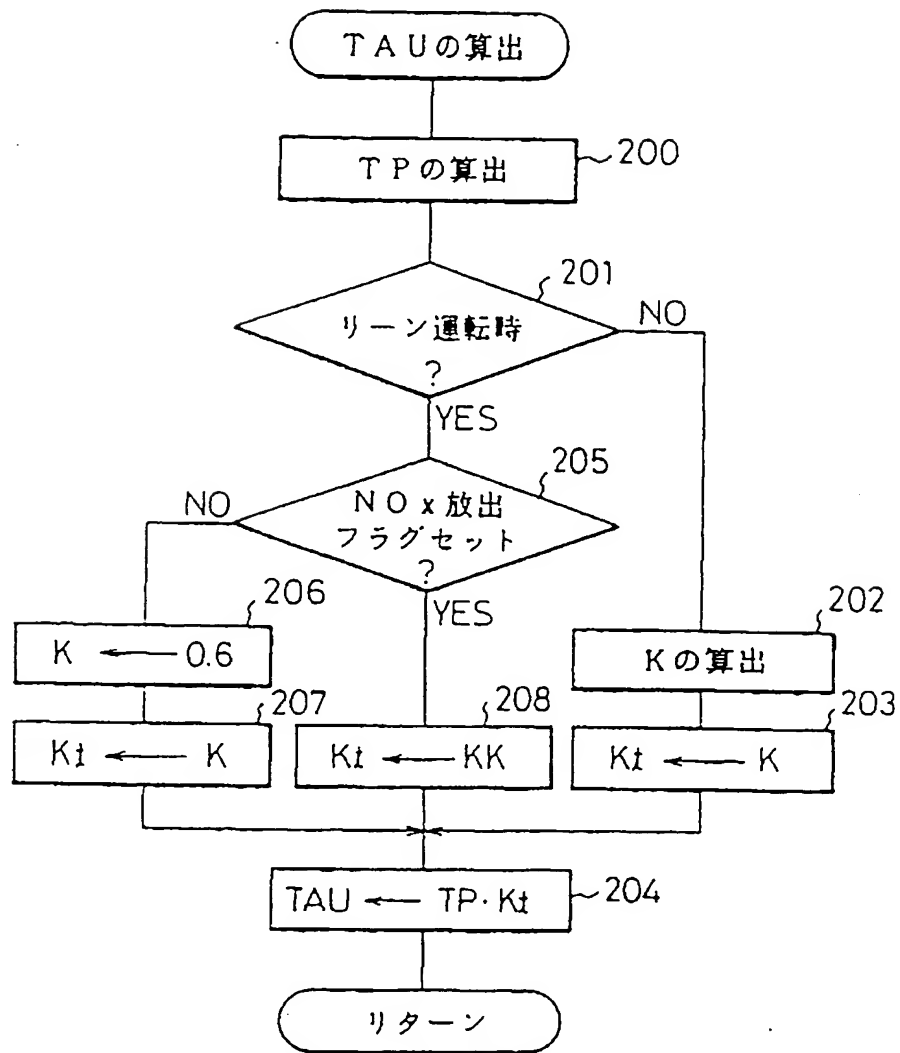 TAUの算出
TPの算出
200
201
リーン運転時
?
NO
YES
205
NOx放出
フラグセット
?
NO
YES
206
K ← 0.6
202
Kの算出
207
Kt ← K
208
Kt ← KK
203
Kt ← K
TAU ← TP・Kt
204
リターン